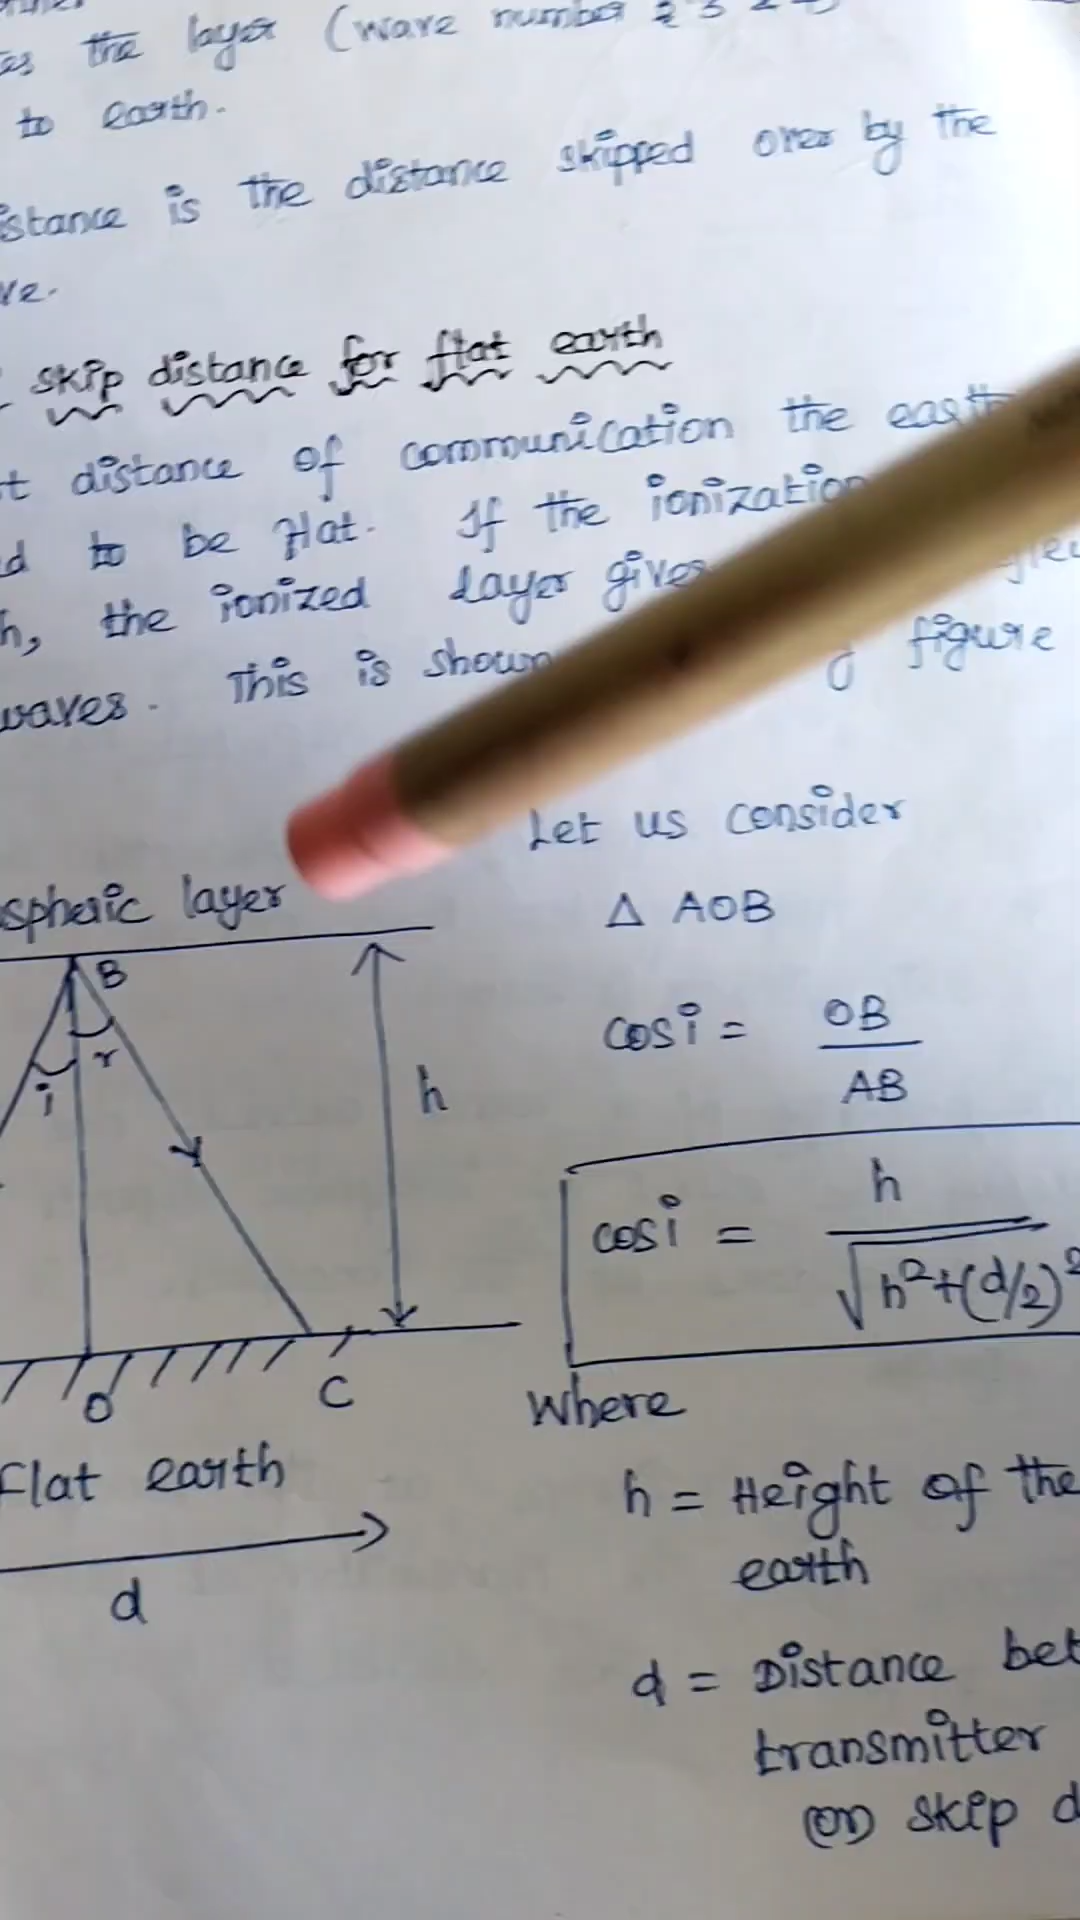 the layer (wave number
to earth.
istance is the distance skipped over by the
ve.
skip distance for flat earth
t distance of communication the earth
d to be flat. If the ionization
h, the ionized layer gives
waves. This is shown figure
Let us consider
spheric layer
Δ AOB
B
cos i = OB / AB
i r
h
cos i = h / √h²+(d/2)²
O C
Where
Flat earth
h = Height of the
earth
d
d = Distance bet
transmitter
(or) skip d